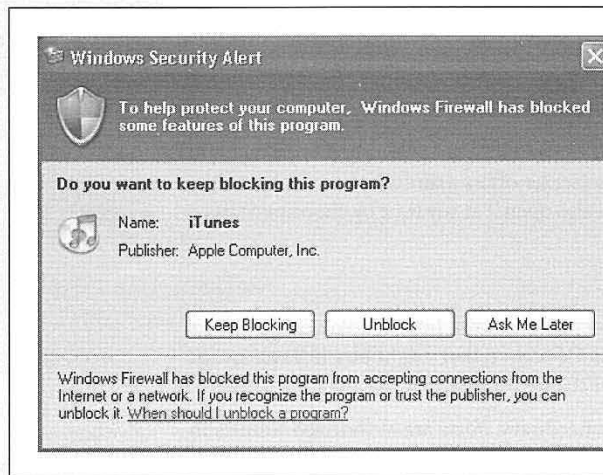 Windows Security Alert
To help protect your computer, Windows Firewall has blocked
some features of this program.
Do you want to keep blocking this program?
Name: iTunes
Publisher: Apple Computer, Inc.
Keep Blocking
Unblock
Ask Me Later
Windows Firewall has blocked this program from accepting connections from the
Internet or a network. If you recognize the program or trust the publisher, you can
unblock it. When should I unblock a program?